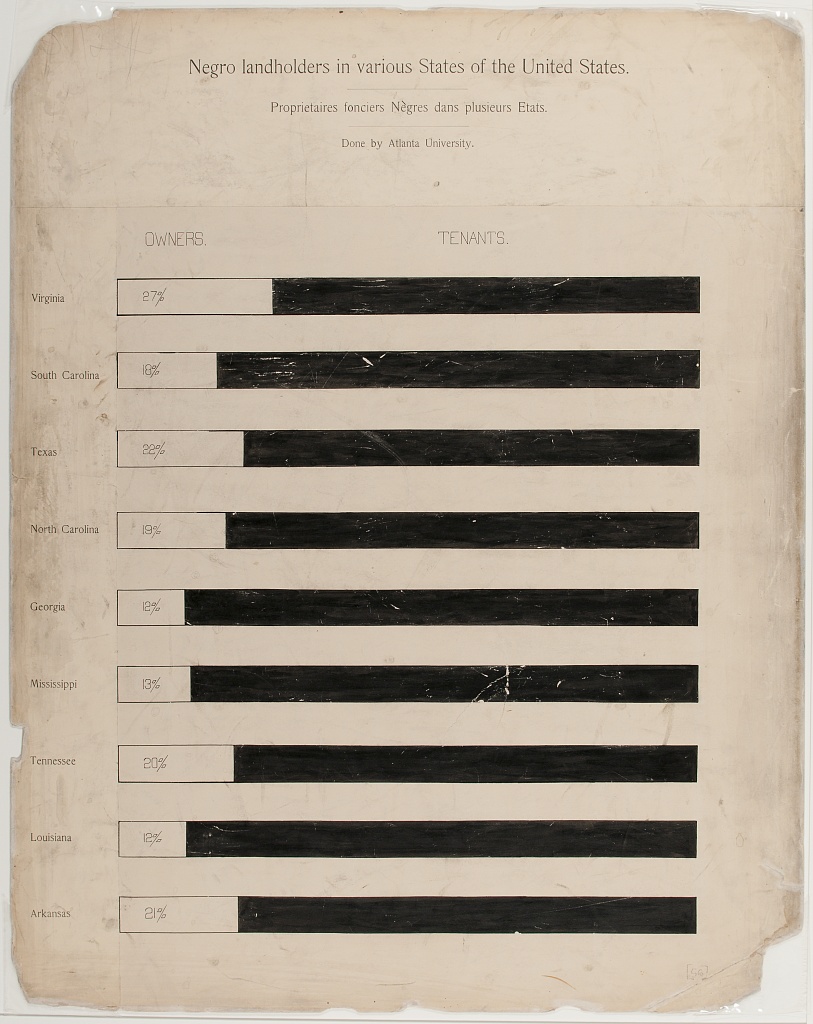 Negro landholders in various States of the United States.
Proprietaires fonciers Nègres dans plusieurs Etats.
Done by Atlanta University.
OWNERS. TENANTS.
Virginia 27%
South Carolina 18%
Texas 22%
North Carolina 19%
Georgia 12%
Mississippi 13%
Tennessee 20%
Louisiana 12%
Arkansas 21%